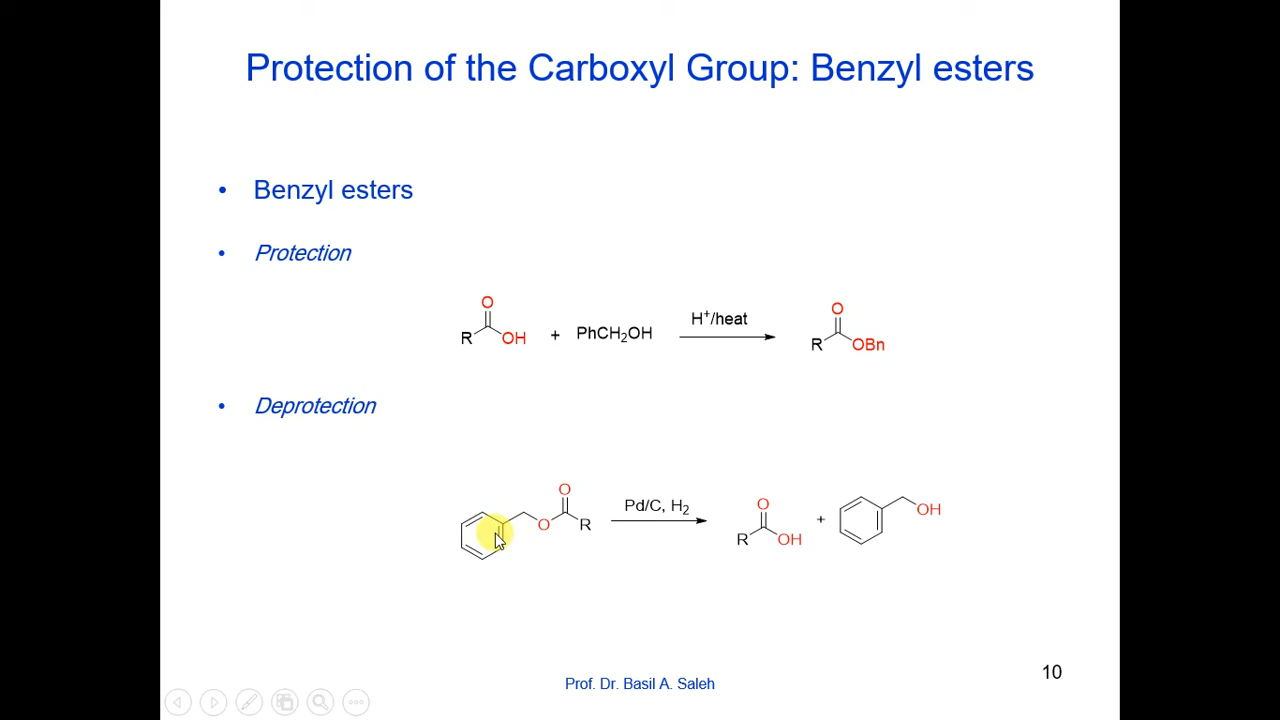 Protection of the Carboxyl Group: Benzyl esters
• Benzyl esters
• Protection
R O OH + PhCH₂OH H⁺/heat R O OBn
• Deprotection
O O R Pd/C, H₂ R O OH + OH
Prof. Dr. Basil A. Saleh
10